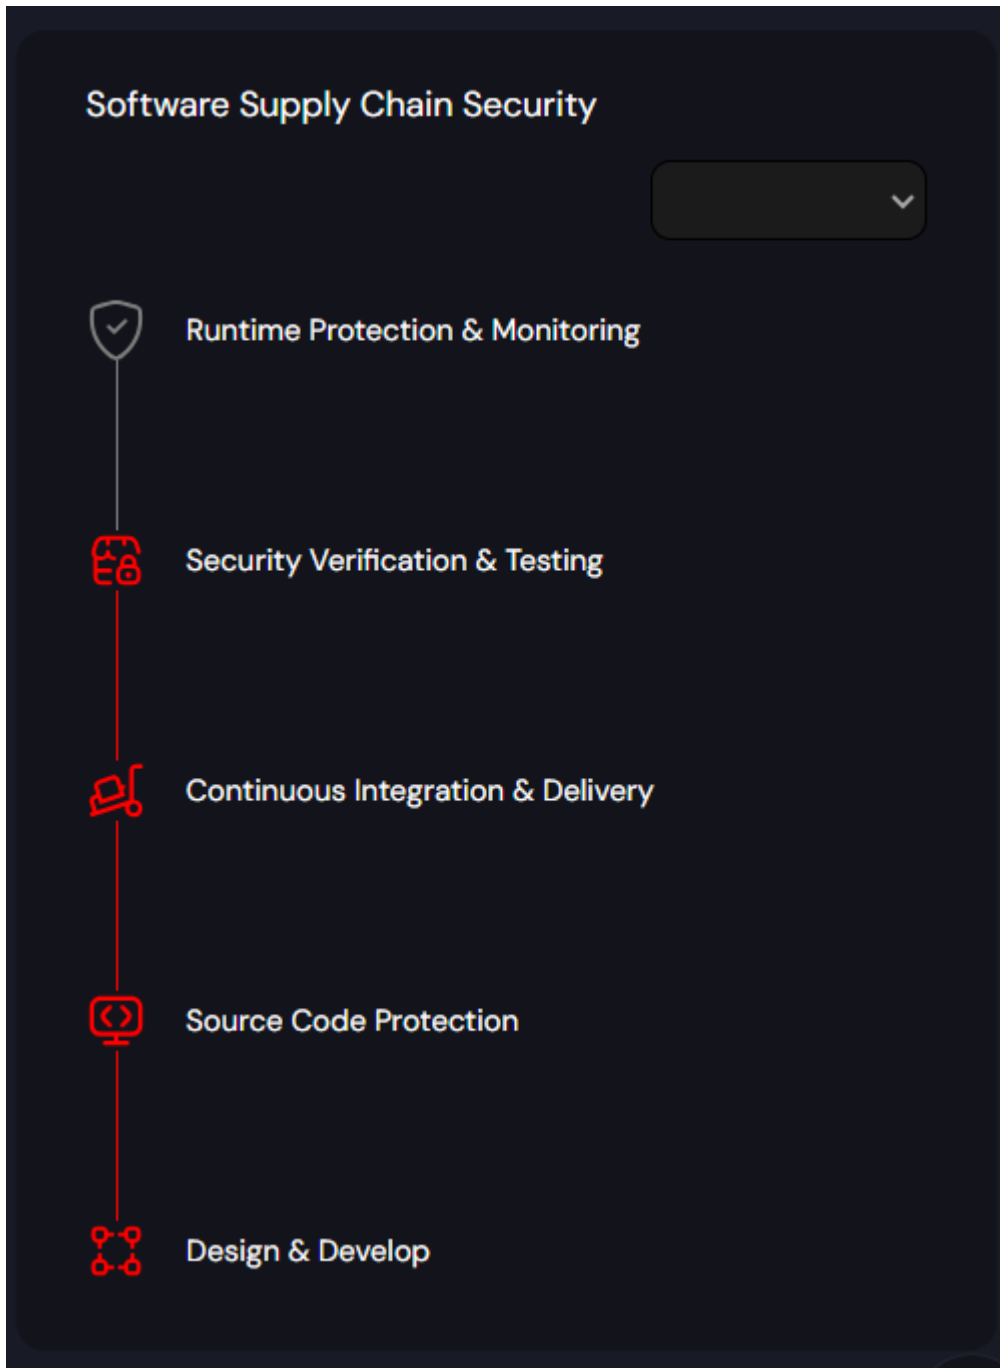 Software Supply Chain Security
Runtime Protection & Monitoring
Security Verification & Testing
Continuous Integration & Delivery
Source Code Protection
Design & Develop